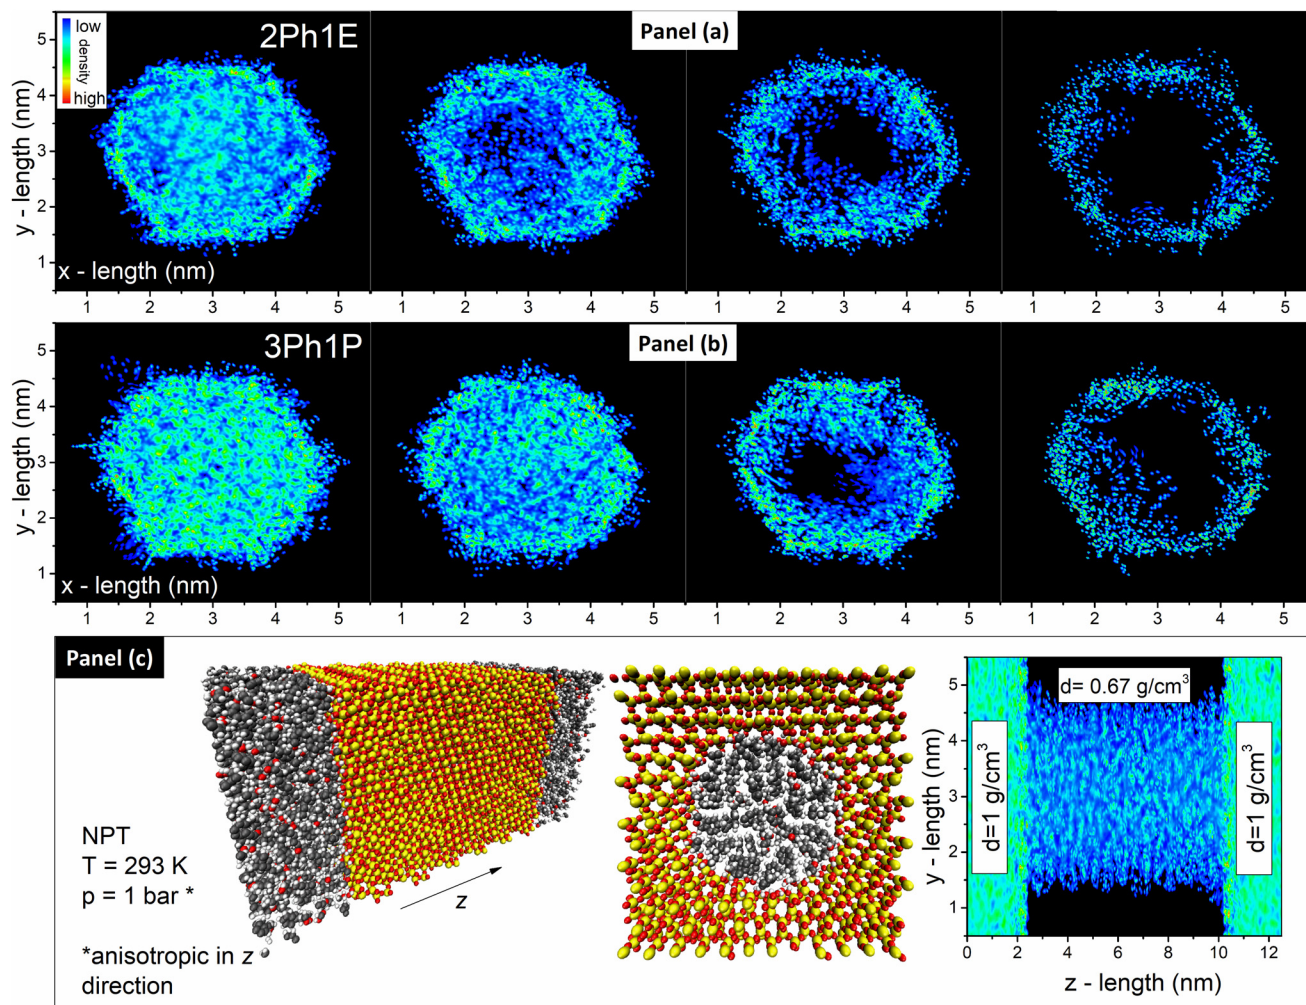 low
density
high
2Ph1E
Panel (a)
y - length (nm)
5
4
3
2
1
x - length (nm)
1 2 3 4 5 1 2 3 4 5 1 2 3 4 5 1 2 3 4 5
3Ph1P
Panel (b)
y - length (nm)
5
4
3
2
1
x - length (nm)
1 2 3 4 5 1 2 3 4 5 1 2 3 4 5 1 2 3 4 5
Panel (c)
NPT
T = 293 K
p = 1 bar *
*anisotropic in z
direction
z
d= 0.67 g/cm³
d=1 g/cm³
d=1 g/cm³
y - length (nm)
5
4
3
2
1
0 2 4 6 8 10 12
z - length (nm)